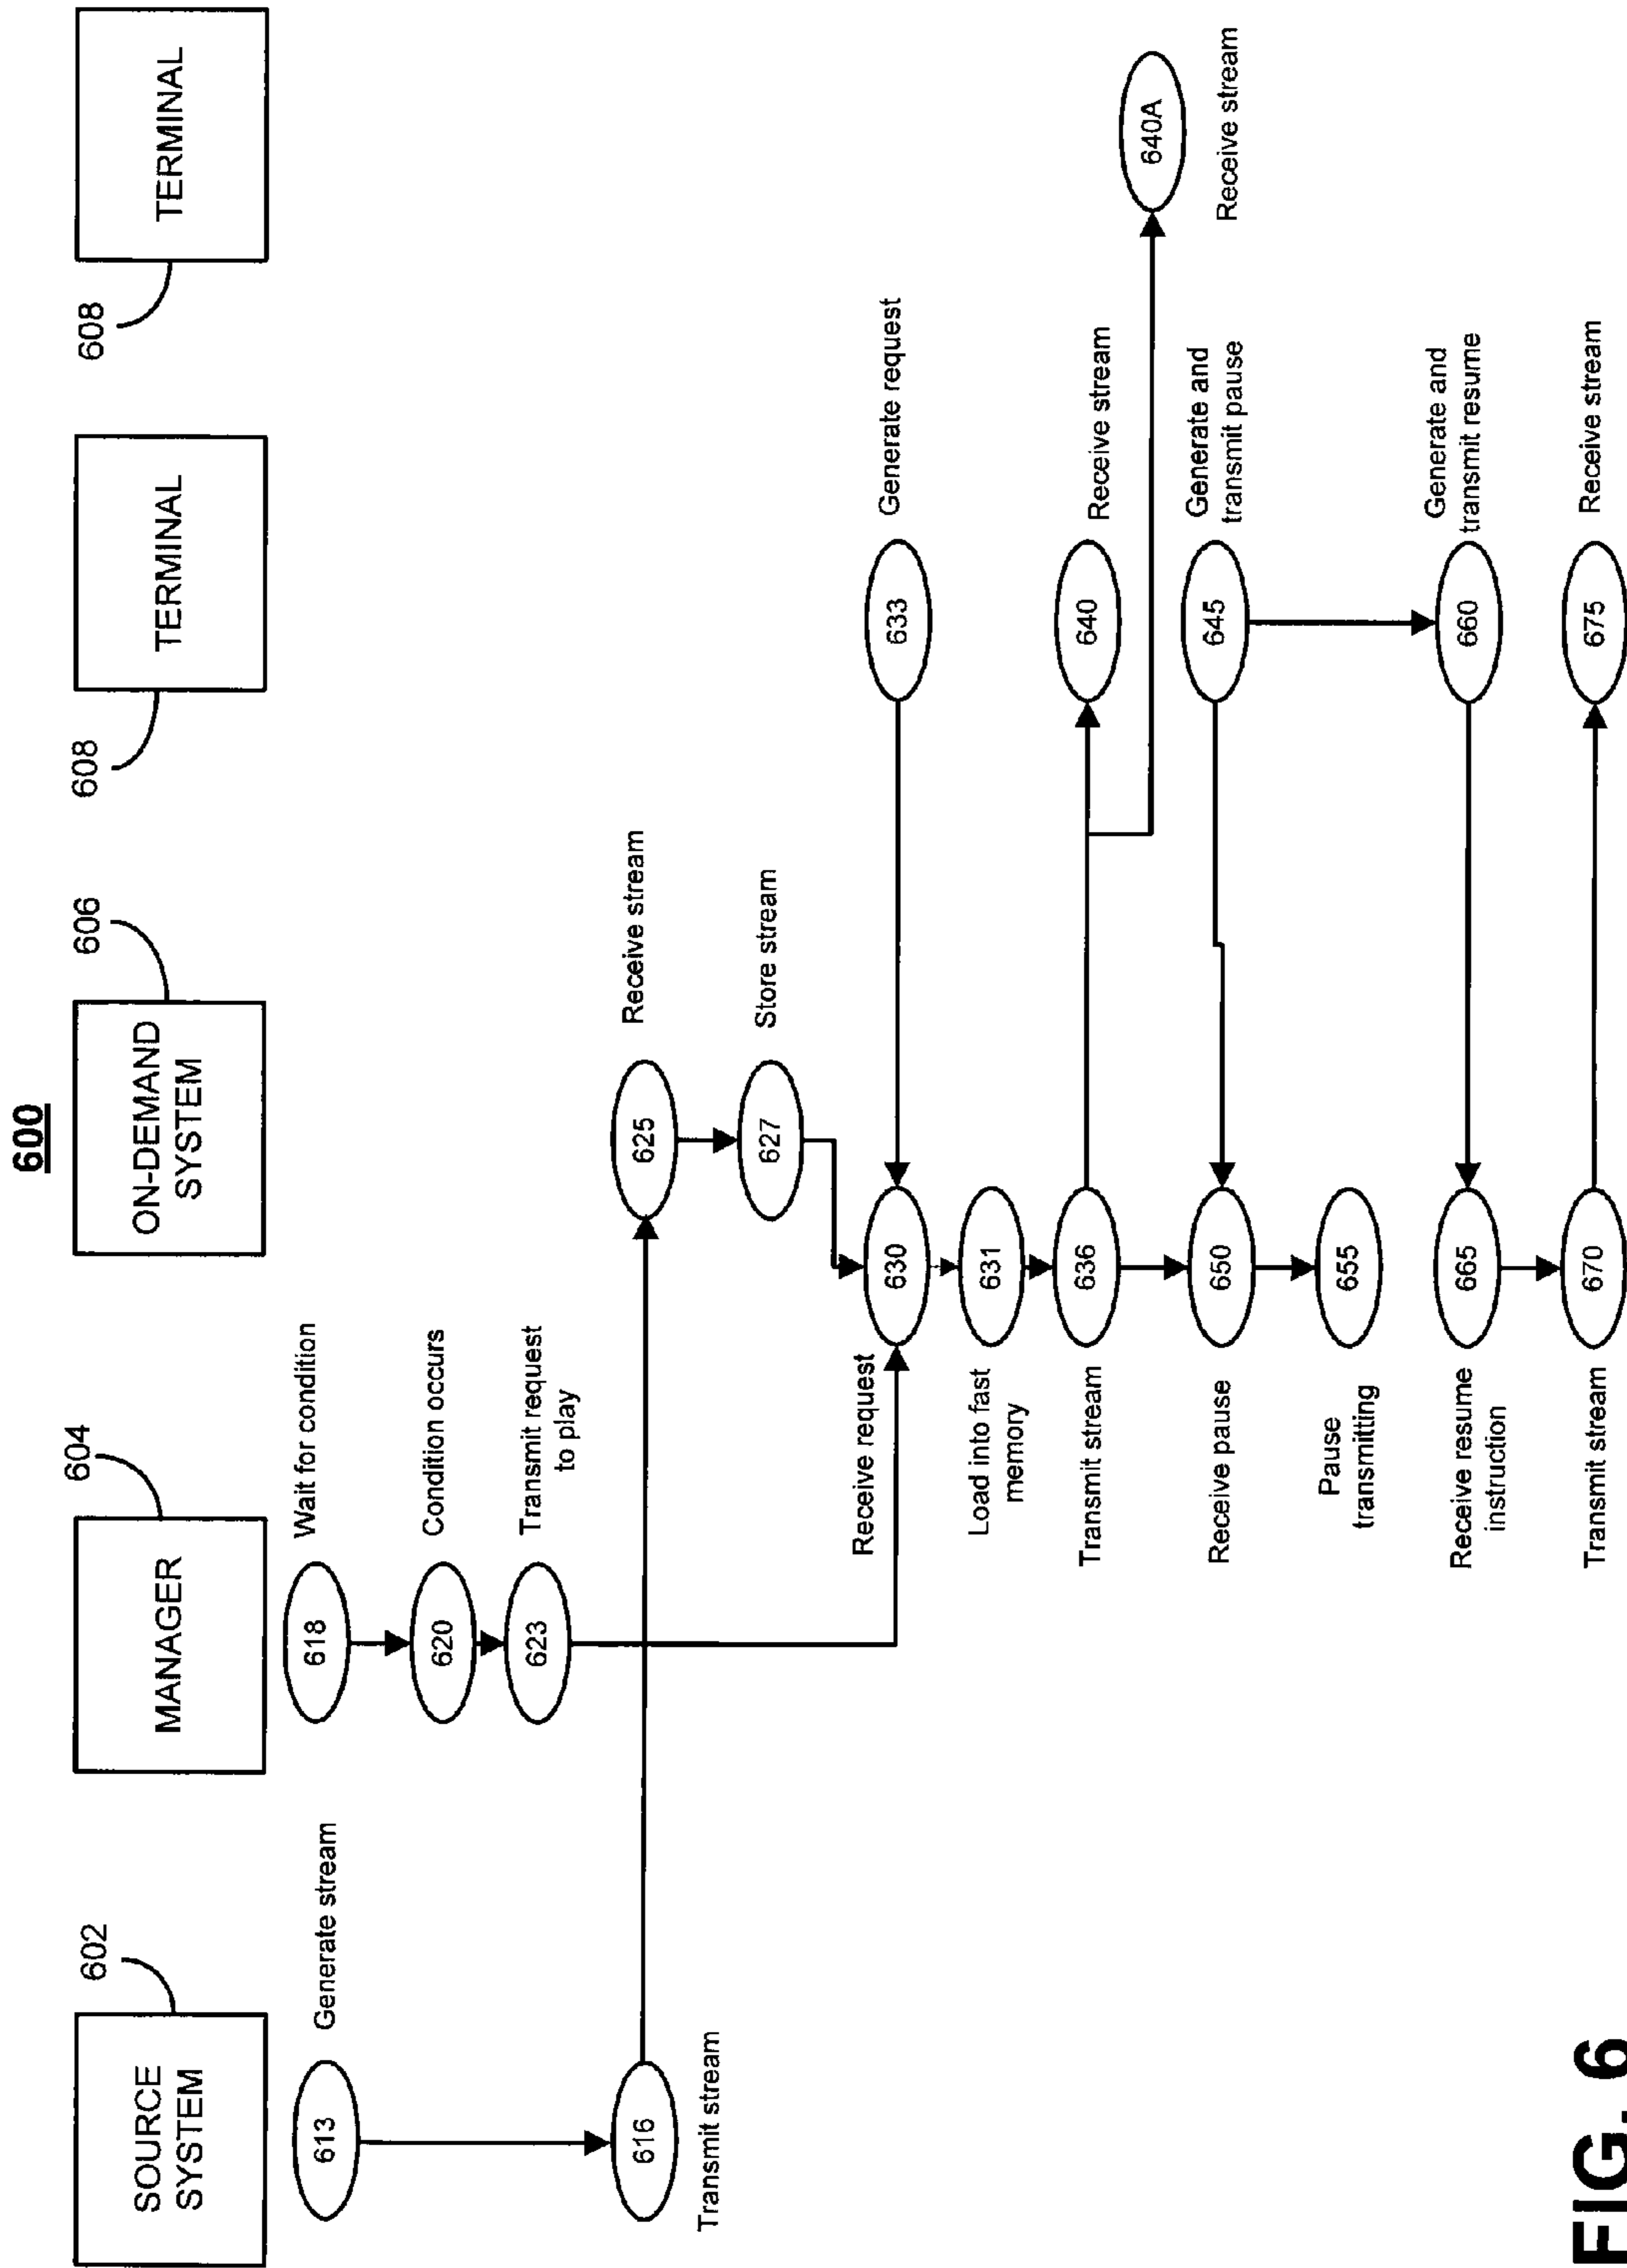 600
602
604
606
608
608
SOURCE
SYSTEM
MANAGER
ON-DEMAND
SYSTEM
TERMINAL
TERMINAL
613
Generate stream
618
Wait for condition
620
Condition occurs
623
Transmit request
to play
616
Transmit stream
625
Receive stream
627
Store stream
Receive request
630
633
Generate request
Load into fast
memory
631
Transmit stream
636
640
Receive stream
640A
Receive stream
Receive pause
650
645
Generate and
transmit pause
Pause
transmitting
655
Receive resume
instruction
665
660
Generate and
transmit resume
Transmit stream
670
675
Receive stream
FIG. 6